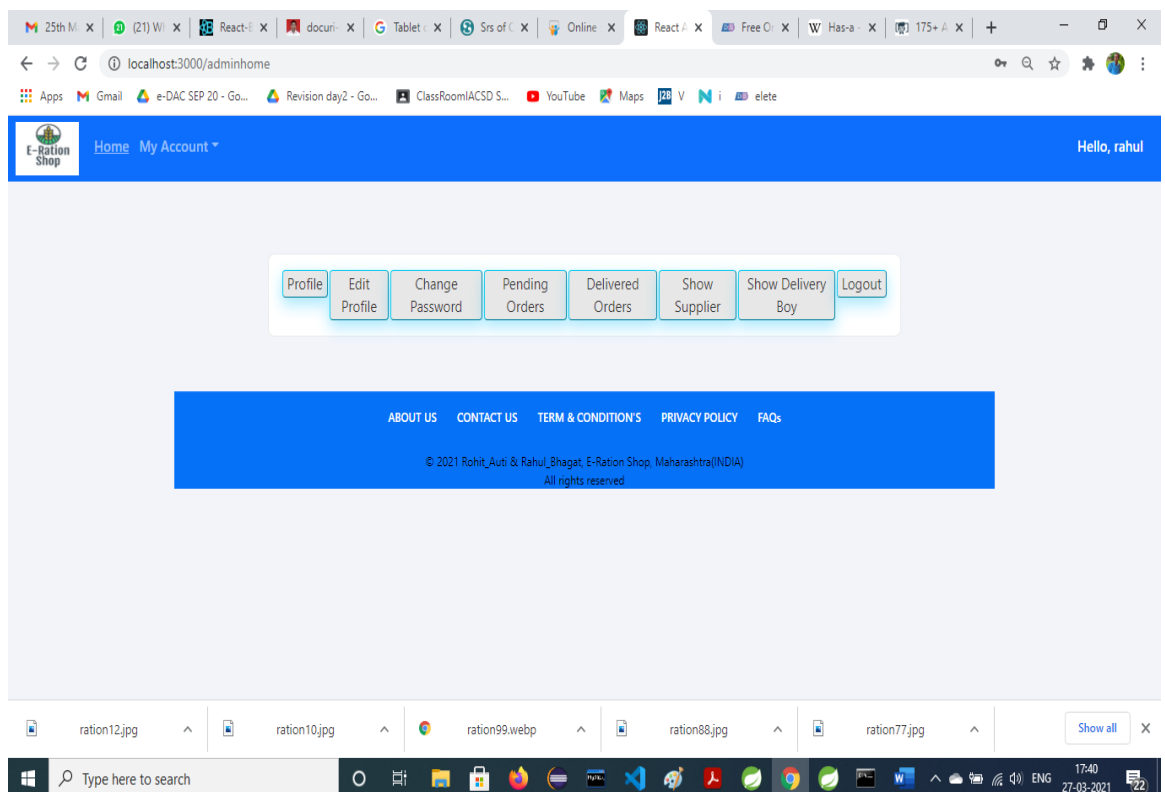 25th M
(21) W
React-E
docuri-
Tablet
Srs of C
Online
React A
Free Or
Has-a -
175+ A
localhost:3000/adminhome
Apps Gmail e-DAC SEP 20 - Go... Revision day2 - Go... ClassRoomIACSD S... YouTube Maps V i elete
E-Ration
Shop
Home My Account
Hello, rahul
Profile
Edit
Profile
Change
Password
Pending
Orders
Delivered
Orders
Show
Supplier
Show Delivery
Boy
Logout
ABOUT US CONTACT US TERM & CONDITION'S PRIVACY POLICY FAQs
© 2021 Rohit_Auti & Rahul_Bhagat, E-Ration Shop, Maharashtra(INDIA)
All rights reserved
ration12.jpg ration10.jpg ration99.webp ration88.jpg ration77.jpg Show all
Type here to search
ENG
17:40
27-03-2021
22